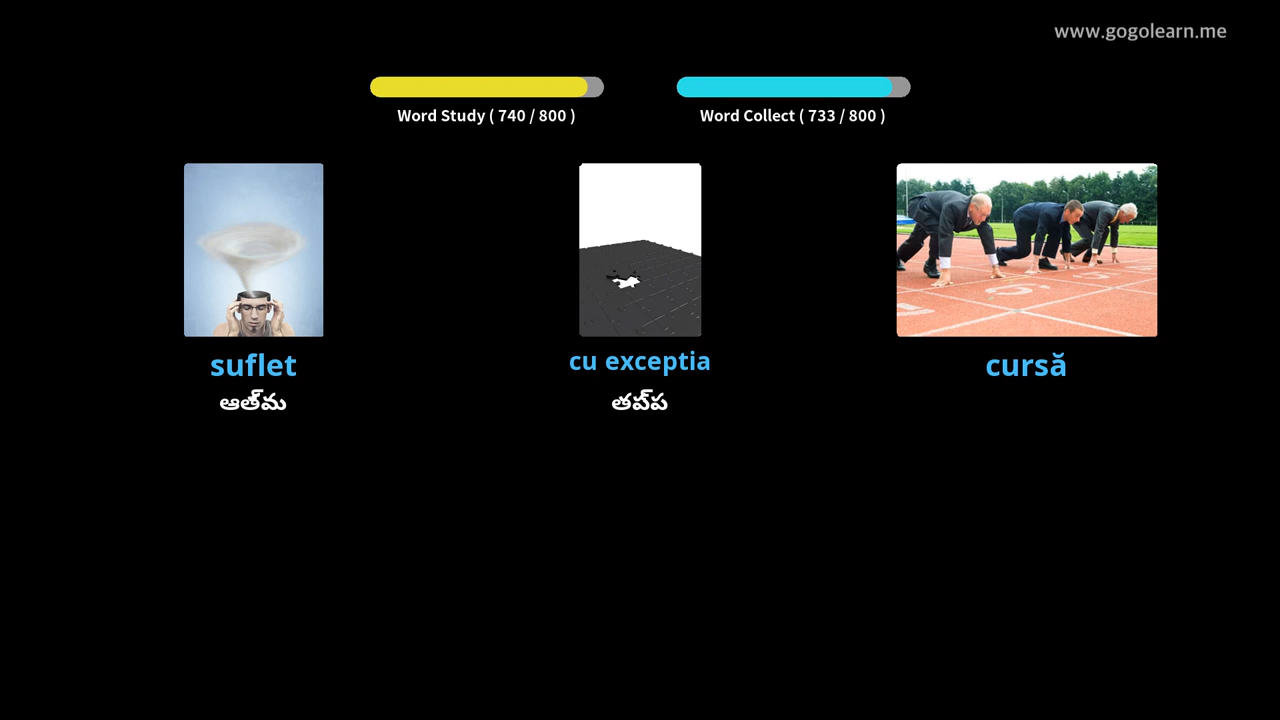 www.gogolearn.me
Word Study ( 740 / 800 )
Word Collect ( 733 / 800 )
suflet
ఆత్మ
cu exceptia
తప్ప
cursă